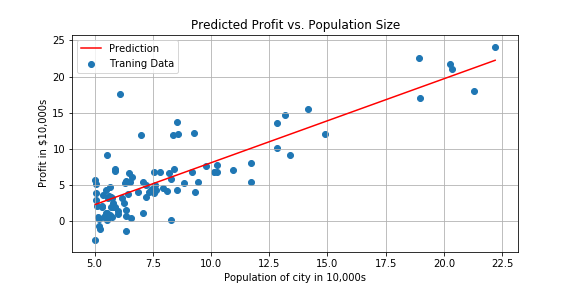 Predicted Profit vs. Population Size
Prediction
Traning Data
Profit in $10,000s
25
20
15
10
5
0
5.0 7.5 10.0 12.5 15.0 17.5 20.0 22.5
Population of city in 10,000s